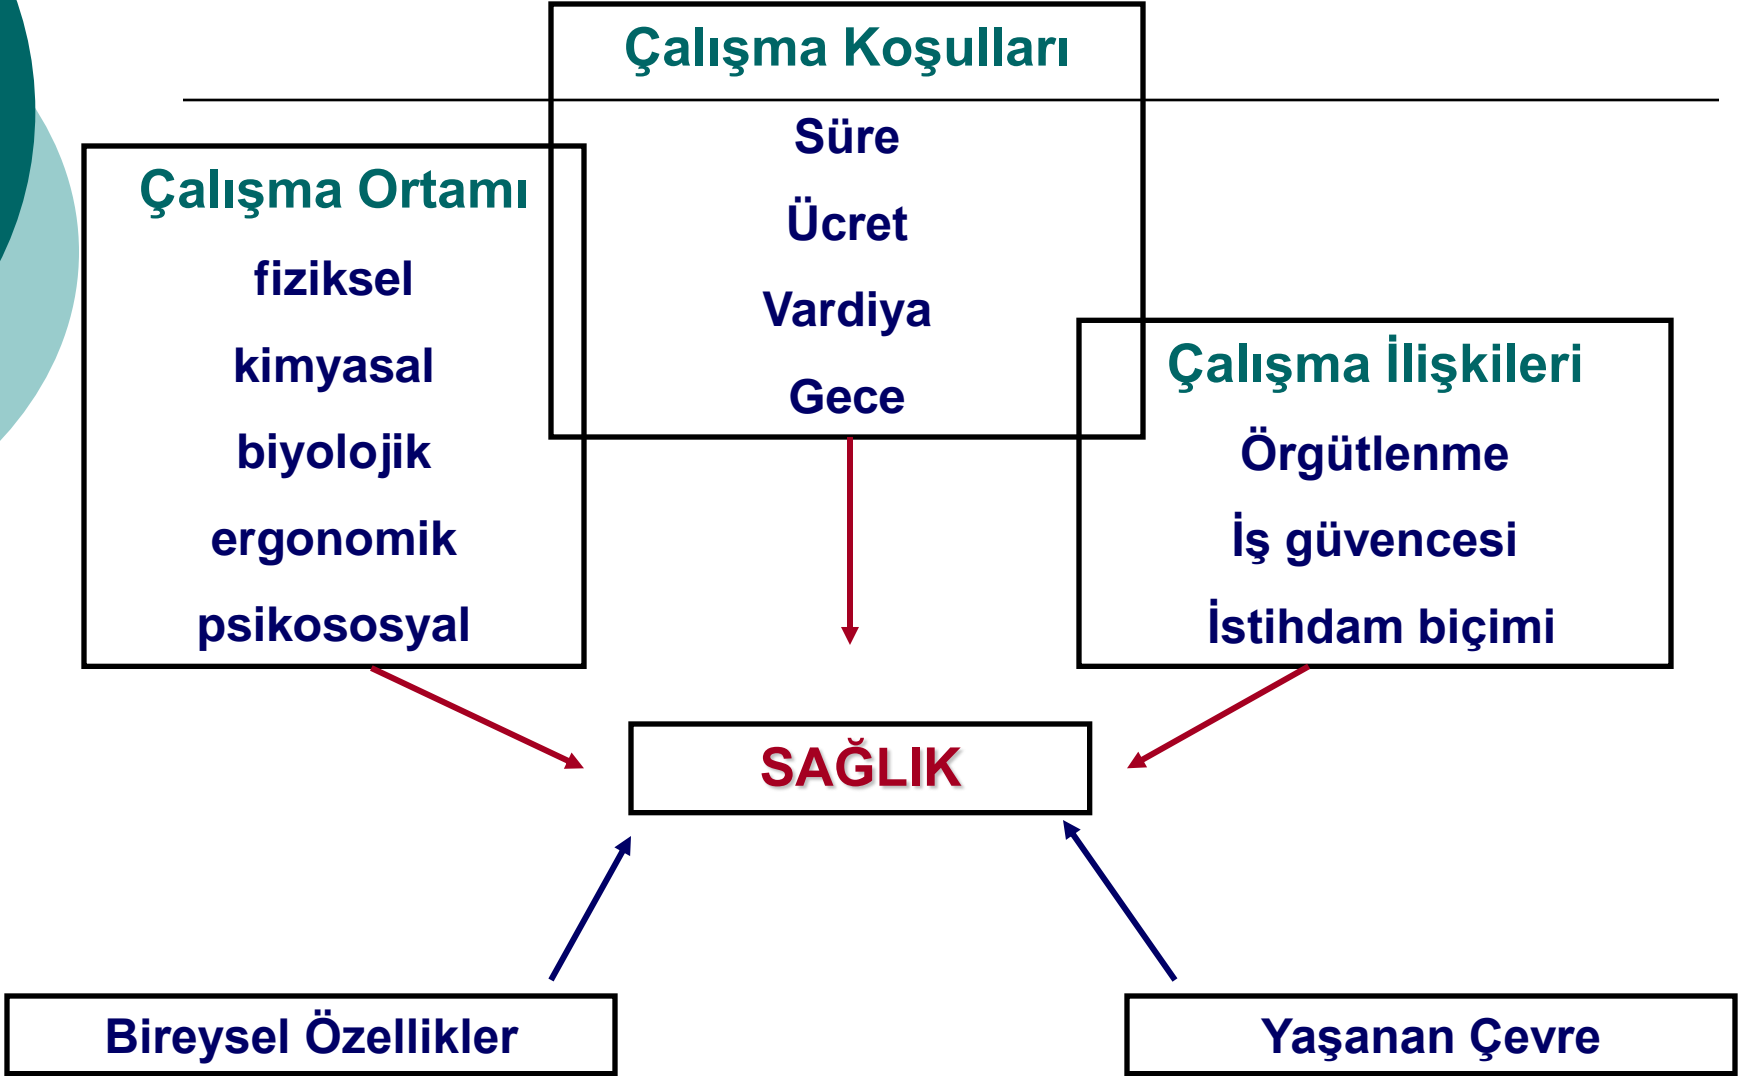 Çalışma Koşulları
Süre
Ücret
Vardiya
Gece
Çalışma Ortamı
fiziksel
kimyasal
biyolojik
ergonomik
psikososyal
Çalışma İlişkileri
Örgütlenme
İş güvencesi
İstihdam biçimi
SAĞLIK
Bireysel Özellikler
Yaşanan Çevre